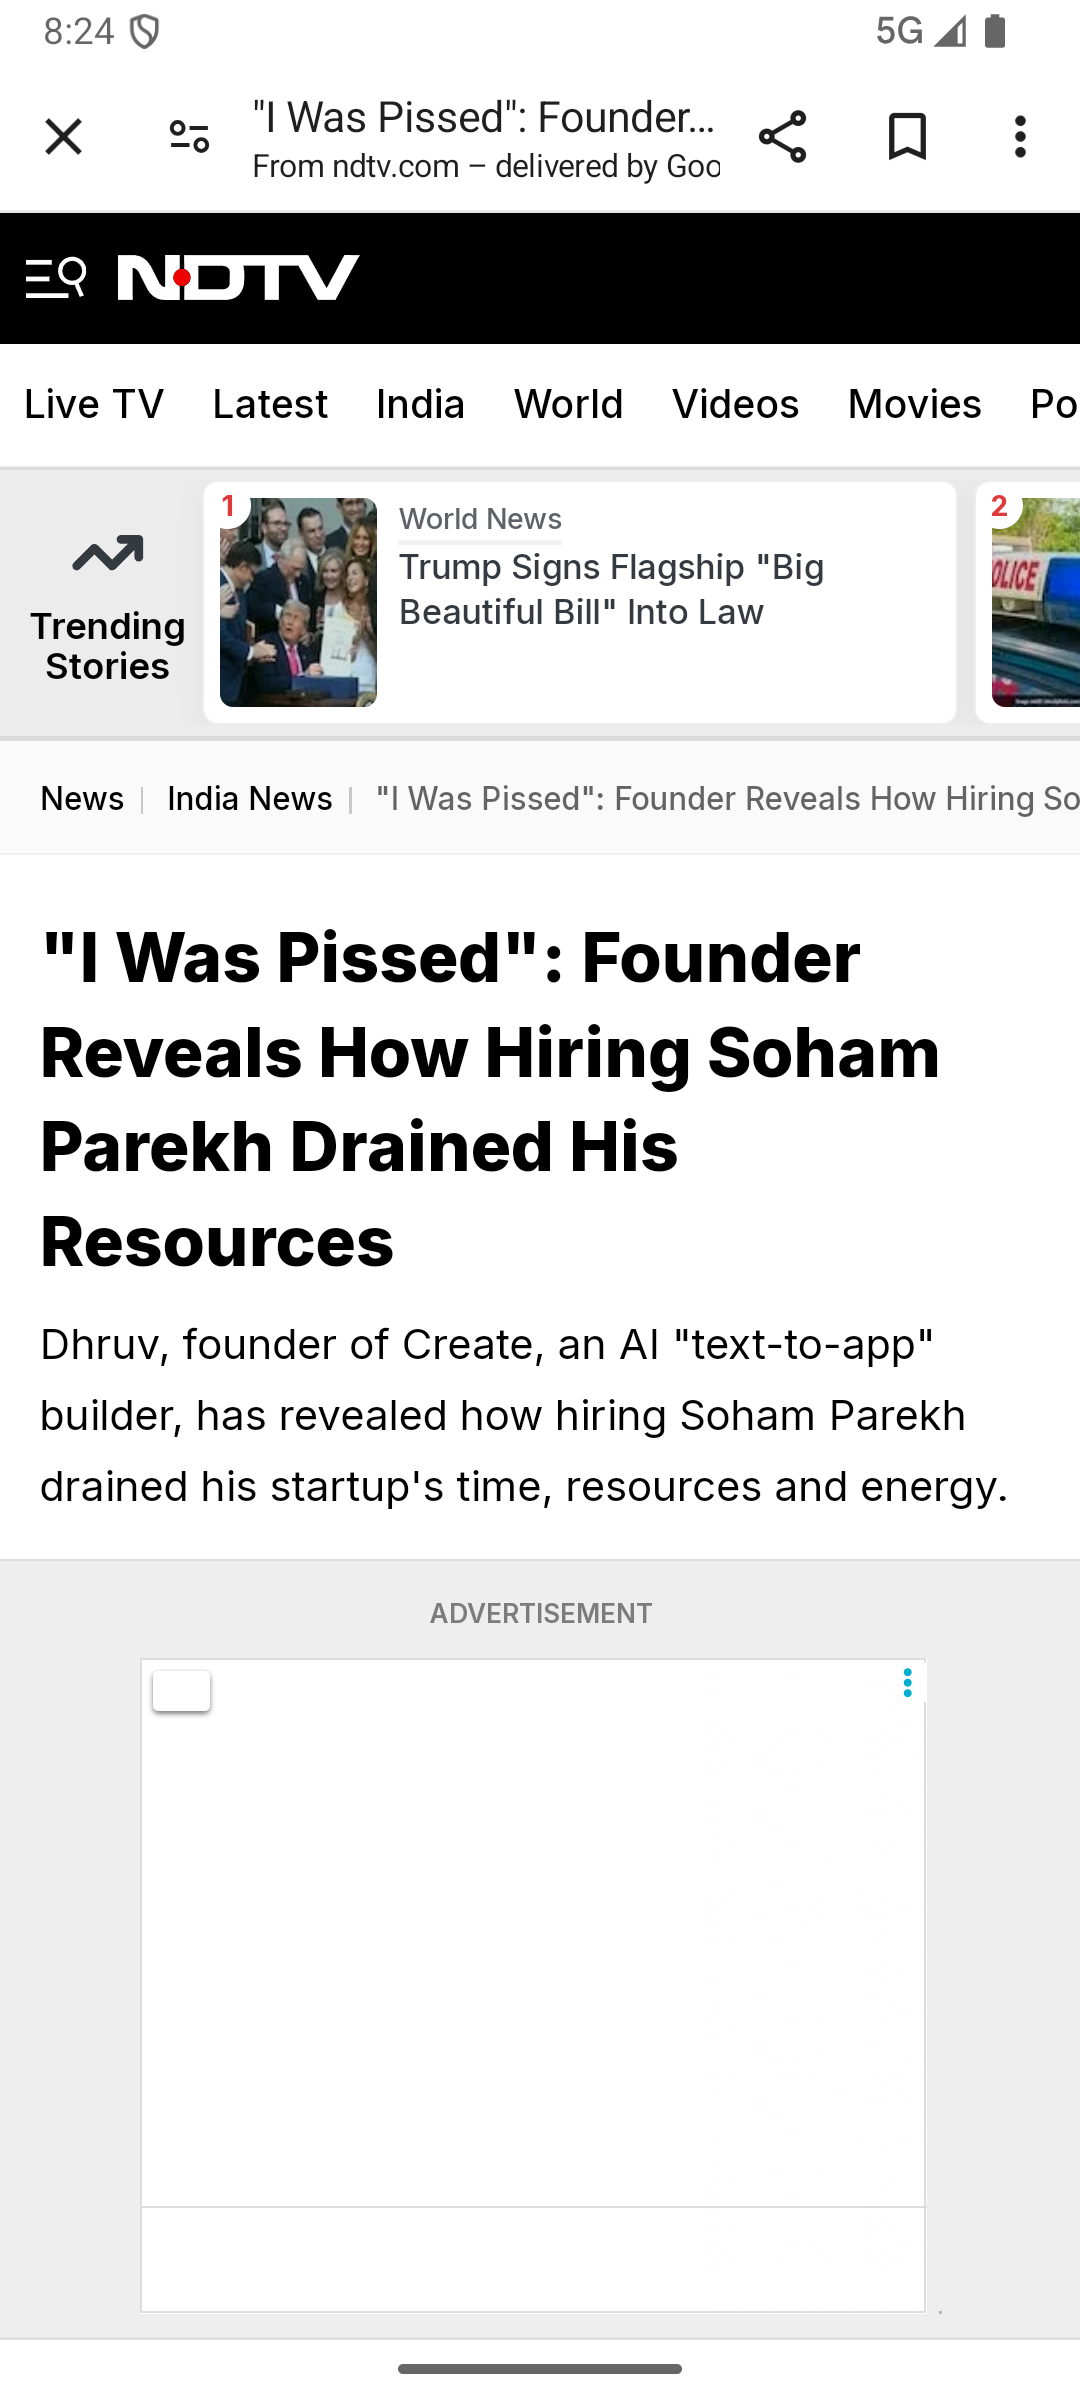 8:24
5G
"I Was Pissed": Founder...
From ndtv.com – delivered by Goo
NDTV
Live TV Latest India World Videos Movies Po
Trending
Stories
1
World News
Trump Signs Flagship "Big
Beautiful Bill" Into Law
2
POLICE
News | India News | "I Was Pissed": Founder Reveals How Hiring So
"I Was Pissed": Founder
Reveals How Hiring Soham
Parekh Drained His
Resources
Dhruv, founder of Create, an AI "text-to-app"
builder, has revealed how hiring Soham Parekh
drained his startup's time, resources and energy.
ADVERTISEMENT